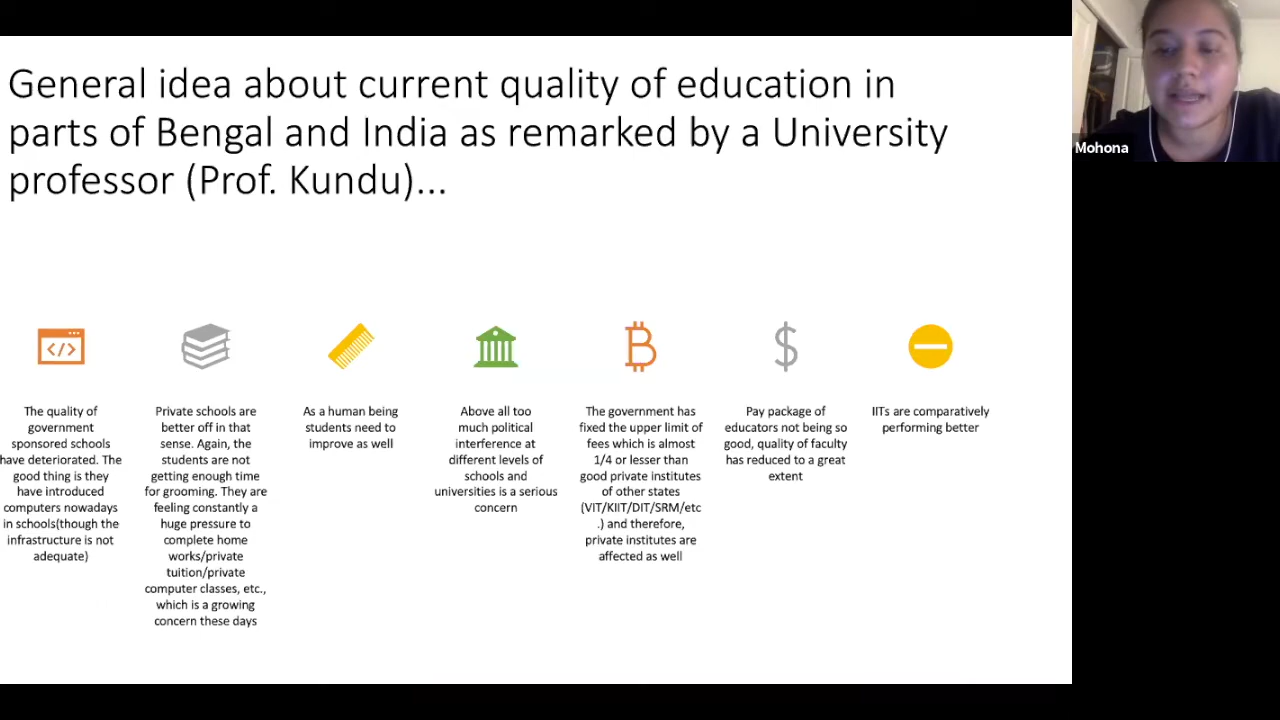 General idea about current quality of education in
parts of Bengal and India as remarked by a University
professor (Prof. Kundu)...
Mohona
The quality of
government
sponsored schools
have deteriorated. The
good thing is they
have introduced
computers nowadays
in schools(though the
infrastructure is not
adequate)
Private schools are
better off in that
sense. Again, the
students are not
getting enough time
for grooming. They are
feeling constantly a
huge pressure to
complete home
works/private
tuition/private
computer classes, etc.,
which is a growing
concern these days
As a human being
students need to
improve as well
Above all too
much political
interference at
different levels of
schools and
universities is a serious
concern
The government has
fixed the upper limit of
fees which is almost
1/4 or lesser than
good private institutes
of other states
(VIT/KIIT/DIT/SRM/etc
.) and therefore,
private institutes are
affected as well
Pay package of
educators not being so
good, quality of faculty
has reduced to a great
extent
IITs are comparatively
performing better